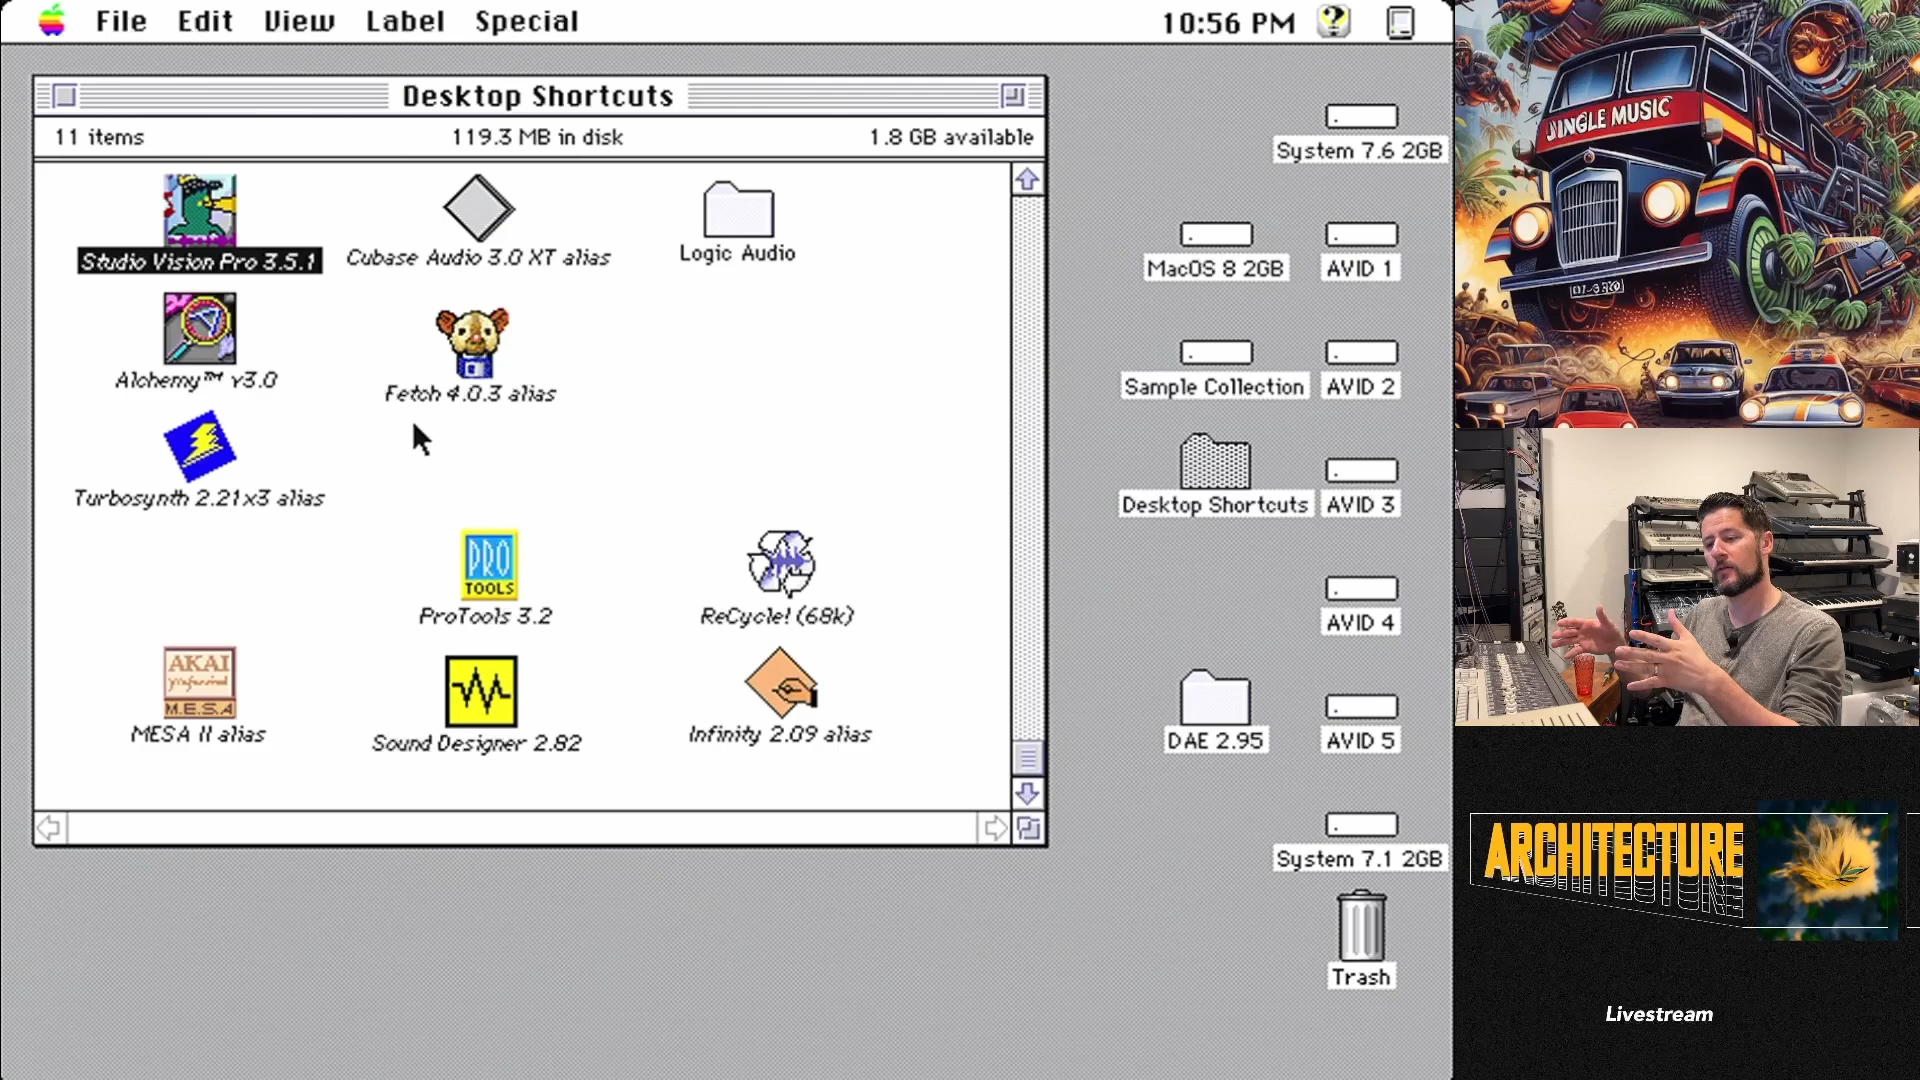 File Edit View Label Special
10:56 PM
Desktop Shortcuts
11 items 119.3 MB in disk 1.8 GB available
Studio Vision Pro 3.5.1
Cubase Audio 3.0 XT alias
Logic Audio
Alchemy™ v3.0
Fetch 4.0.3 alias
Turbosynth 2.21x3 alias
PRO
TOOLS
ProTools 3.2
ReCycle! (68k)
AKAI
professional
M.E.S.A
MESA II alias
Sound Designer 2.82
Infinity 2.09 alias
System 7.6 2GB
MacOS 8 2GB
AVID 1
Sample Collection
AVID 2
Desktop Shortcuts
AVID 3
AVID 4
DAE 2.95
AVID 5
System 7.1 2GB
Trash
JINGLE MUSIC
ARCHITECTURE
Livestream